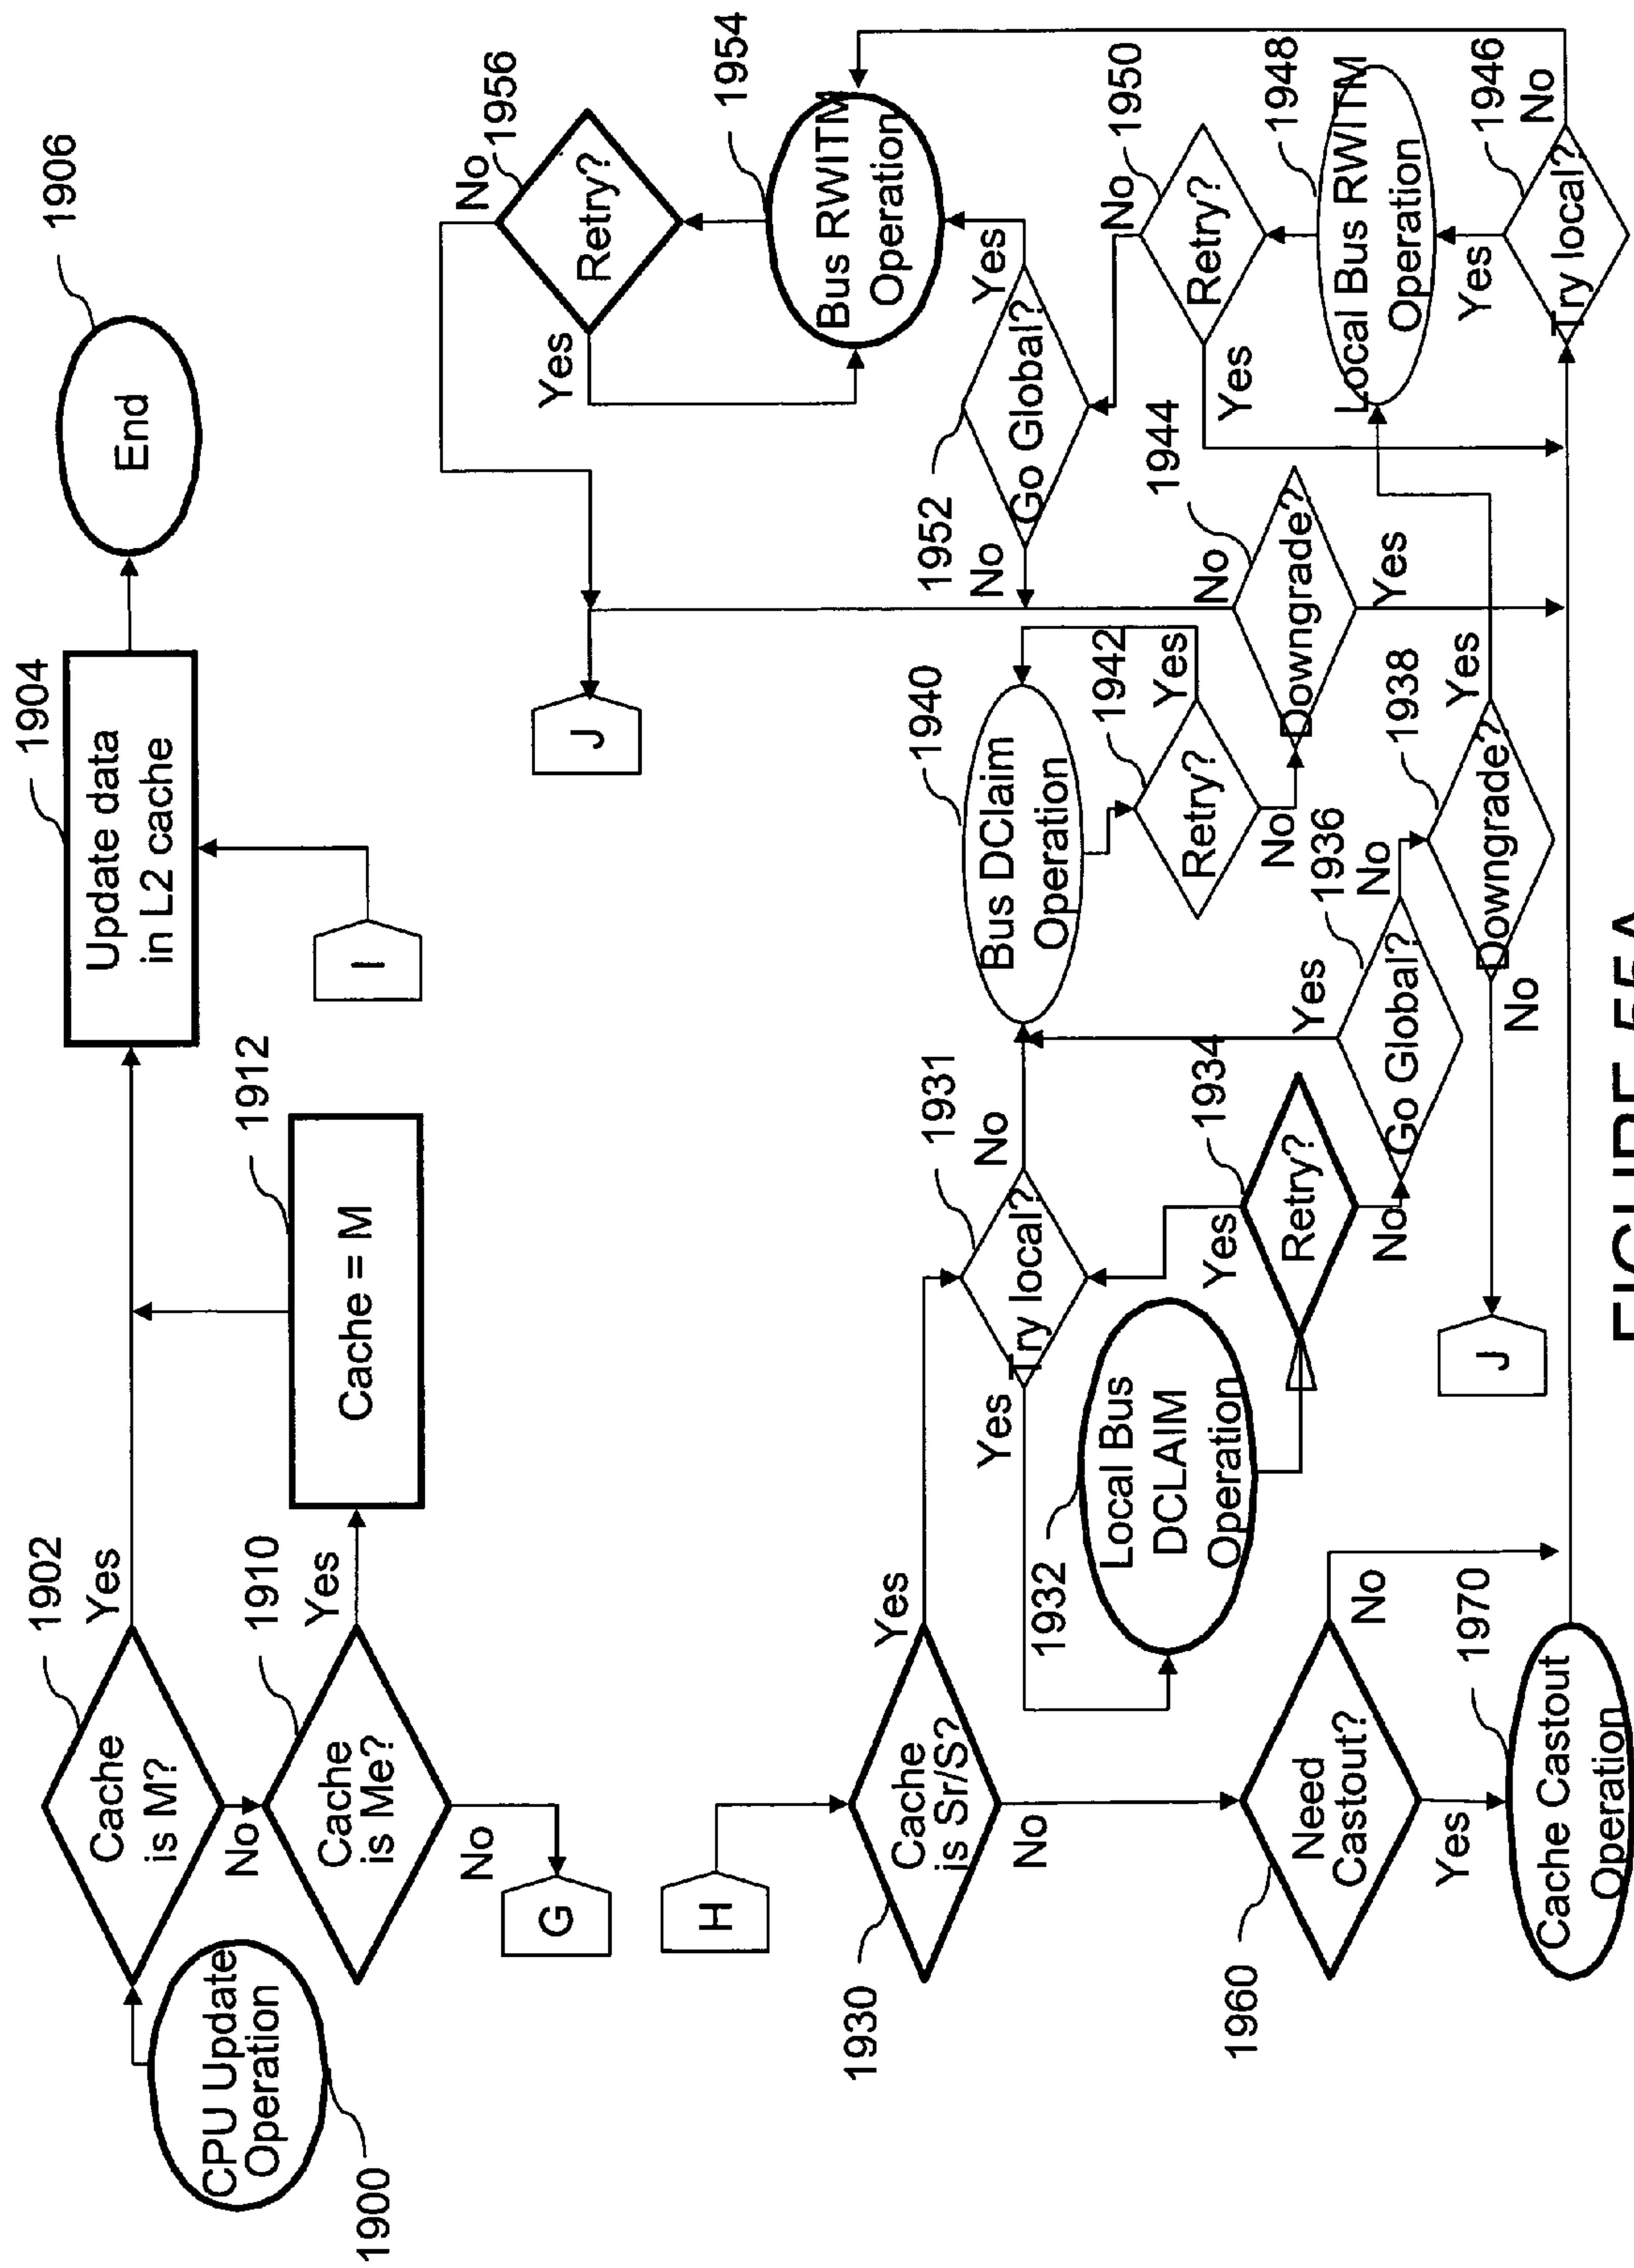 1900
CPU Update
Operation
1902
Cache
is M?
Yes
No
1910
Cache
is Me?
Yes
No
G
1912
Cache = M
1904
Update data
in L2 cache
I
1906
End
H
1930
Cache
is Sr/S?
Yes
No
1960
Need
Castout?
No
Yes
1970
Cache Castout
Operation
1931
Try local?
Yes
No
1932
Local Bus
DCLAIM
Operation
1934
Retry?
Yes
No
1936
Go Global?
Yes
No
1938
Downgrade?
Yes
No
J
1940
Bus DClaim
Operation
1942
Retry?
Yes
No
1944
Downgrade?
No
Yes
J
1946
Try local?
Yes
No
1948
Local Bus RWITM
Operation
1950
Retry?
No
Yes
1952
Go Global?
Yes
No
1954
Bus RWITM
Operation
1956
Retry?
No
Yes
FIGURE 55A